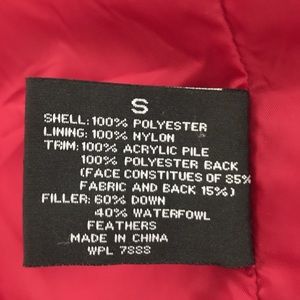 S
SHELL: 100% POLYESTER
LINING: 100% NYLON
TRIM: 100% ACRYLIC PILE
100% POLYESTER BACK
(FACE CONSTITUES OF 85%
FABRIC AND BACK 15%)
FILLER: 60% DOWN
40% WATERFOWL
FEATHERS
MADE IN CHINA
WPL 7888